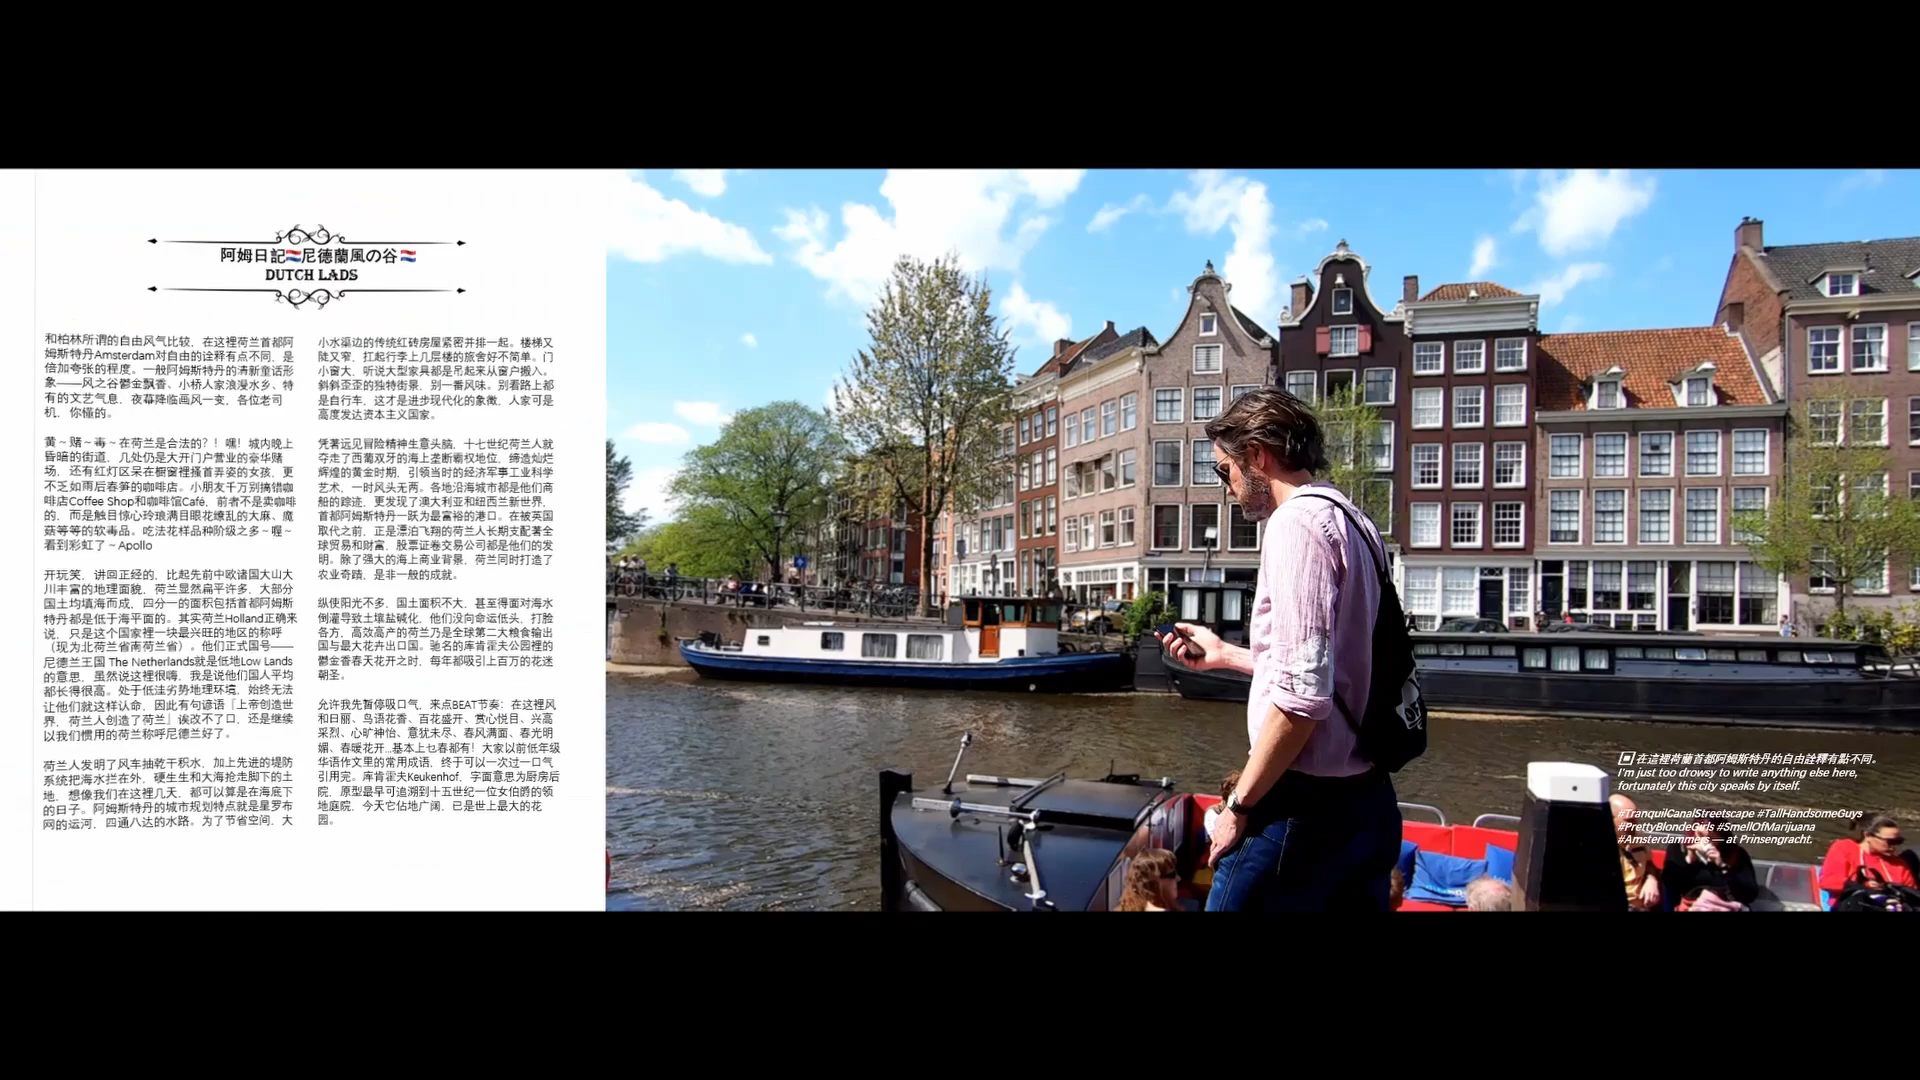 阿姆日記🇳🇱尼德蘭風の谷🇳🇱
DUTCH LADS
和柏林所谓的自由风气比较，在这裡荷兰首都阿
姆斯特丹Amsterdam对自由的诠释有点不同，是
倍加夸张的程度。一般阿姆斯特丹的清新童话形
象——风之谷鬱金飘香、小桥人家浪漫水乡、特
有的文艺气息，夜幕降临画风一变，各位老司
机，你懂的。
黄～赌～毒～在荷兰是合法的？！嘿！城内晚上
昏暗的街道，几处仍是大开门户营业的豪华赌
场，还有红灯区呆在橱窗裡搔首弄姿的女孩，更
不乏如雨后春笋的咖啡店。小朋友千万别搞错咖
啡店Coffee Shop和咖啡馆Café，前者不是卖咖啡
的，而是触目惊心玲琅满目眼花缭乱的大麻、魔
菇等等的软毒品。吃法花样品种阶级之多～喔～
看到彩虹了～Apollo
开玩笑，讲回正经的，比起先前中欧诸国大山大
川丰富的地理面貌，荷兰显然扁平许多，大部分
国土均填海而成，四分一的面积包括首都阿姆斯
特丹都是低于海平面的。其实荷兰Holland正确来
说，只是这个国家裡一块最兴旺的地区的称呼
（现为北荷兰省南荷兰省）。他们正式国号——
尼德兰王国 The Netherlands就是低地Low Lands
的意思，虽然说这裡很嗨，我是说他们国人平均
都长得很高。处于低洼劣势地理环境，始终无法
让他们就这样认命，因此有句谚语「上帝创造世
界，荷兰人创造了荷兰」诶改不了口，还是继续
以我们惯用的荷兰称呼尼德兰好了。
荷兰人发明了风车抽乾干积水，加上先进的堤防
系统把海水拦在外，硬生生和大海抢走脚下的土
地，想像我们在这裡几天，都可以算是在海底下
的日子。阿姆斯特丹的城市规划特点就是星罗布
网的运河，四通八达的水路。为了节省空间，大
小水渠边的传统红砖房屋紧密并排一起。楼梯又
陡又窄，扛起行李上几层楼的旅舍好不简单。门
小窗大，听说大型家具都是吊起来从窗户搬入。
斜斜歪歪的独特街景，别一番风味。别看路上都
是自行车，这才是进步现代化的象徵，人家可是
高度发达资本主义国家。
凭著远见冒险精神生意头脑，十七世纪荷兰人就
夺走了西葡双牙的海上垄断霸权地位，缔造灿烂
辉煌的黄金时期，引领当时的经济军事工业科学
艺术，一时风头无两。各地沿海城市都是他们商
船的踪迹，更发现了澳大利亚和纽西兰新世界，
首都阿姆斯特丹一跃为最富裕的港口。在被英国
取代之前，正是漂泊飞翔的荷兰人长期支配著全
球贸易和财富，股票证卷交易公司都是他们的发
明。除了强大的海上商业背景，荷兰同时打造了
农业奇蹟，是非一般的成就。
纵使阳光不多，国土面积不大，甚至得面对海水
倒灌导致土壤盐碱化，他们没向命运低头，打脸
各方，高效高产的荷兰乃是全球第二大粮食输出
国与最大花卉出口国。驰名的库肯霍夫公园裡的
鬱金香春天花开之时，每年都吸引上百万的花迷
朝圣。
允许我先暂停吸口气，来点BEAT节奏：在这裡风
和日丽、鸟语花香、百花盛开、赏心悦目、兴高
采烈、心旷神怡、意犹未尽、春风满面、春光明
媚、春暖花开...基本上乜春都有！大家以前低年级
华语作文里的常用成语，终于可以一次过一口气
引用完。库肯霍夫Keukenhof，字面意思为厨房后
院，原型最早可追溯到十五世纪一位女伯爵的领
地庭院，今天它佔地广阔，已是世上最大的花
园。
回在這裡荷蘭首都阿姆斯特丹的自由詮釋有點不同。
I'm just too drowsy to write anything else here,
fortunately this city speaks by itself.
#TranquilCanalStreetscape #TallHandsomeGuys
#PrettyBlondeGirls #SmellOfMarijuana
#Amsterdammers — at Prinsengracht.